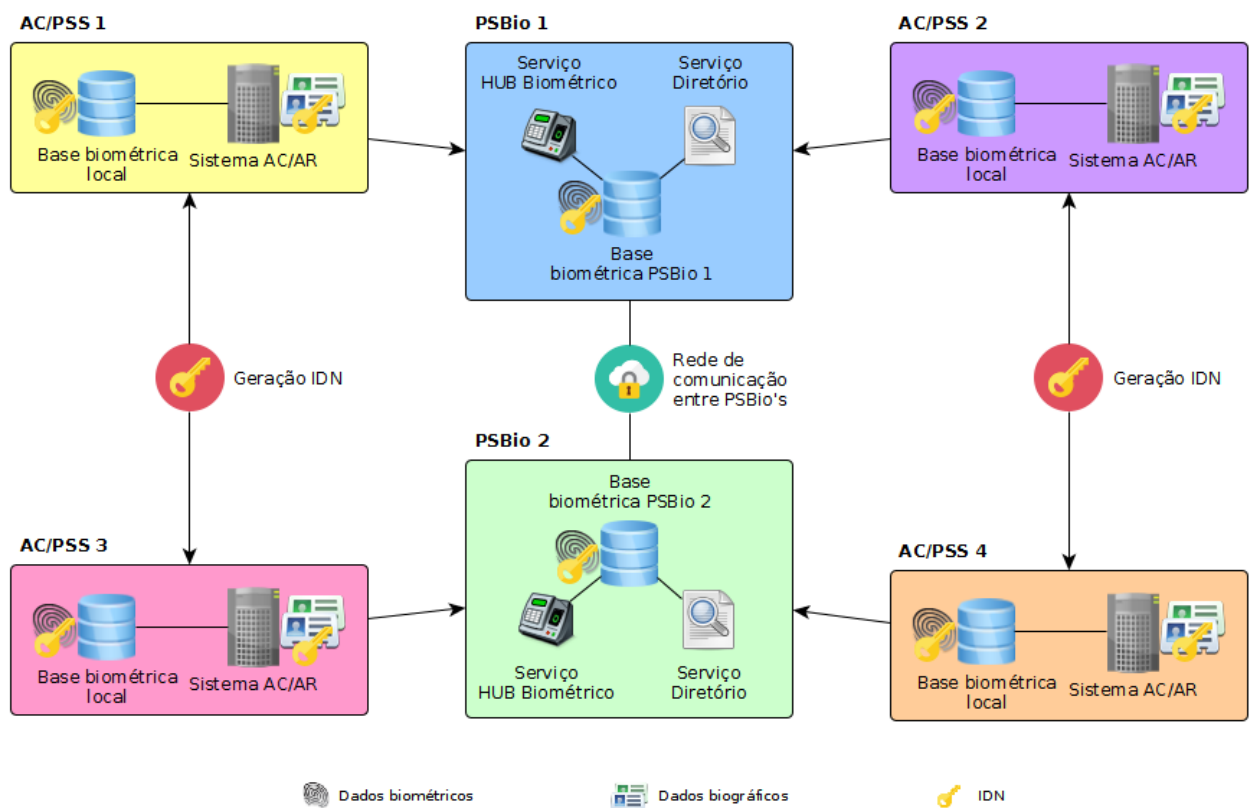 AC/PSS 1
PSBio 1
AC/PSS 2
Serviço
HUB Biométrico
Serviço
Diretório
Base biométrica
local
Sistema AC/AR
Base biométrica
local
Sistema AC/AR
Base
biométrica PSBio 1
Geração IDN
Rede de
comunicação
entre PSBio's
Geração IDN
PSBio 2
Base
biométrica PSBio 2
AC/PSS 3
AC/PSS 4
Base biométrica
local
Sistema AC/AR
Serviço
HUB Biométrico
Serviço
Diretório
Base biométrica
local
Sistema AC/AR
Dados biométricos
Dados biográficos
IDN